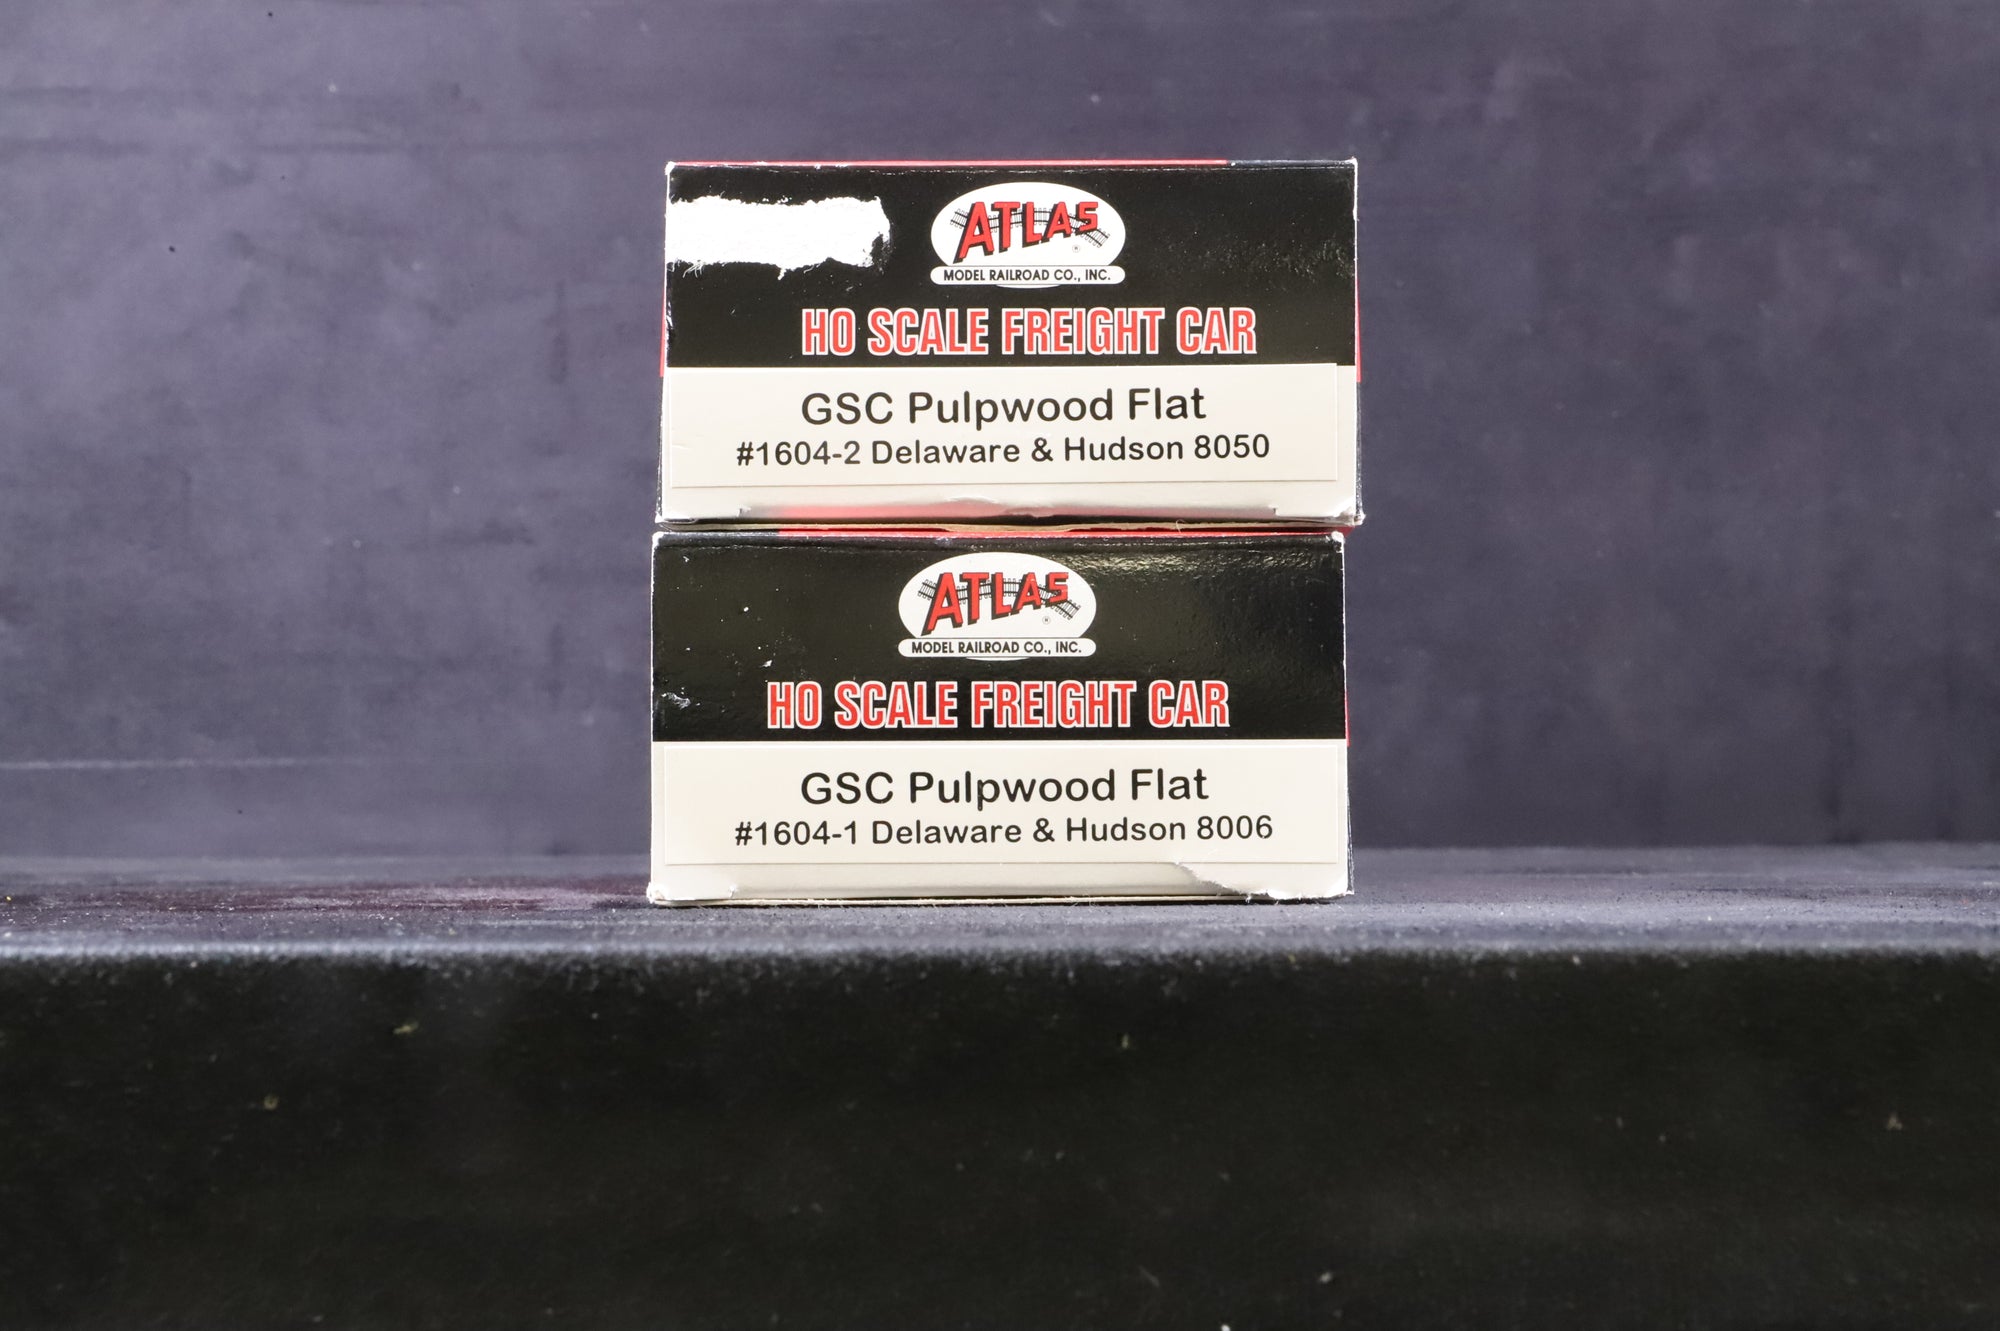 ATLAS
®
MODEL RAILROAD CO., INC.
HO SCALE FREIGHT CAR
GSC Pulpwood Flat
#1604-2 Delaware & Hudson 8050
ATLAS
®
MODEL RAILROAD CO., INC.
HO SCALE FREIGHT CAR
GSC Pulpwood Flat
#1604-1 Delaware & Hudson 8006